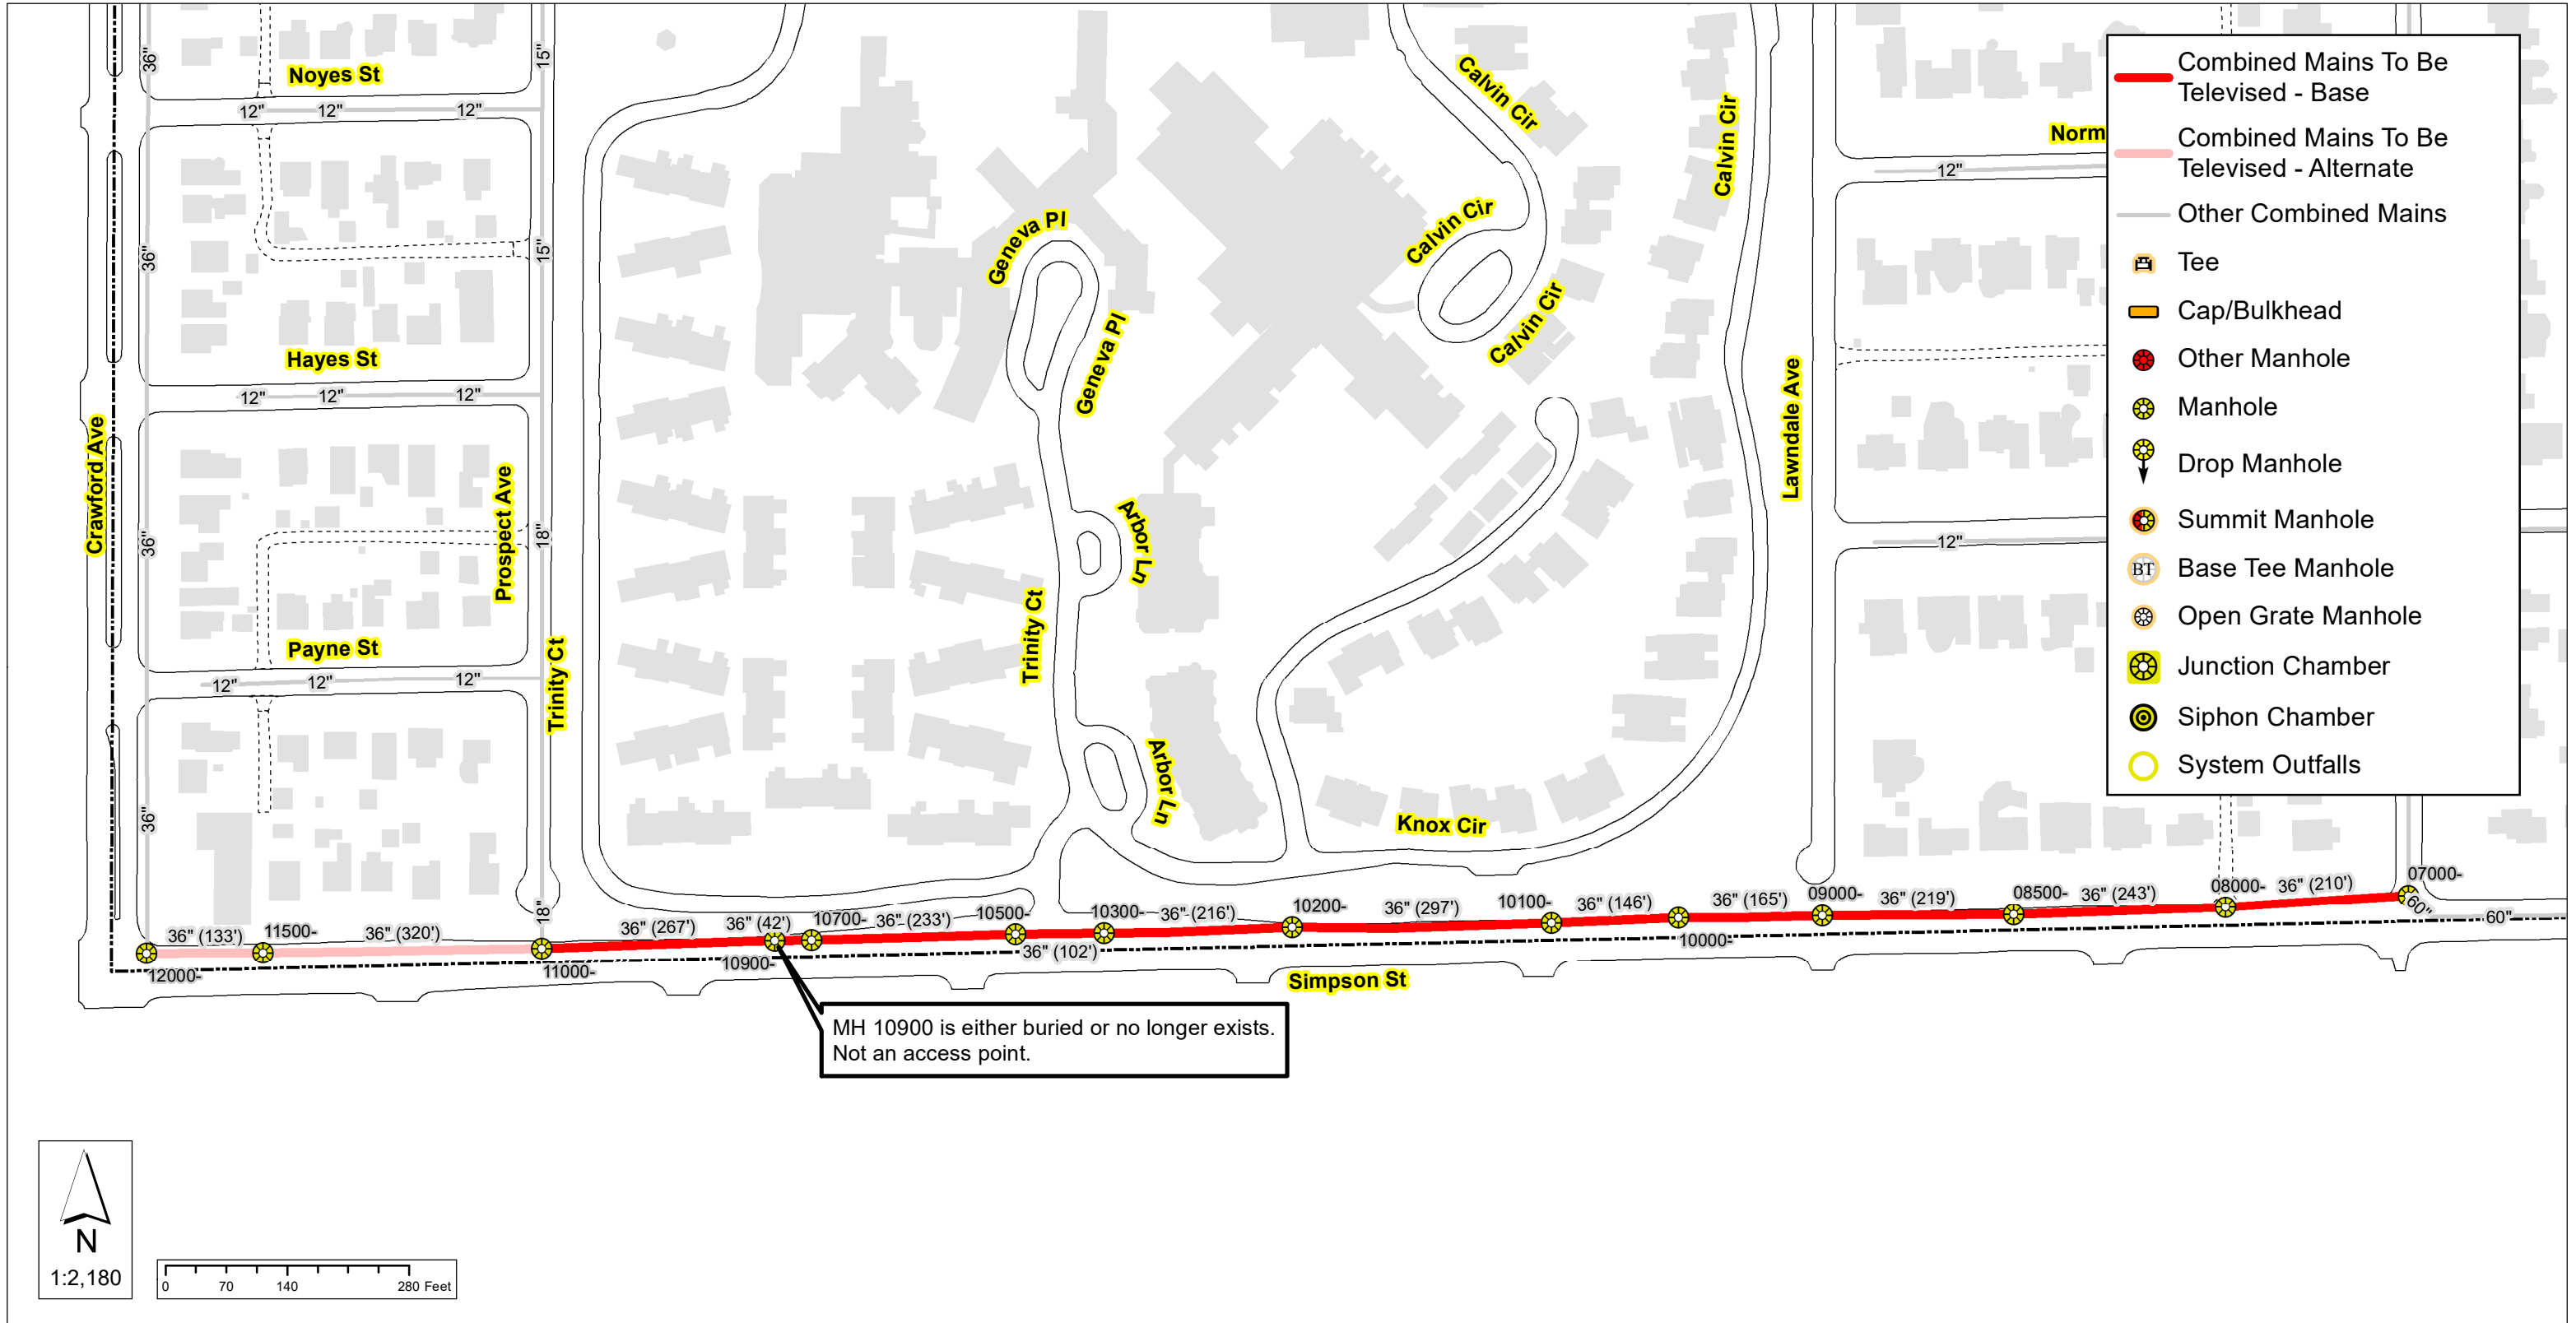 36"
Noyes St
15"
12"
12"
12"
Calvin Cir
Calvin Cir
Norm
12"
Combined Mains To Be
Televised - Base
Combined Mains To Be
Televised - Alternate
Other Combined Mains
Tee
Cap/Bulkhead
Other Manhole
Manhole
Drop Manhole
Summit Manhole
Base Tee Manhole
Open Grate Manhole
Junction Chamber
Siphon Chamber
System Outfalls
36"
15"
Geneva Pl
Calvin Cir
Geneva Pl
Calvin Cir
Hayes St
12"
12"
12"
Crawford Ave
Lawndale Ave
36"
Prospect Ave
18"
Arbor Ln
12"
Payne St
Trinity Ct
Trinity Ct
12"
12"
12"
36"
Arbor Ln
Knox Cir
18"
36" (133')
11500-
36" (320')
36" (267')
36" (42')
10700-
36" (233')
10500-
10300-
36" (216')
10200-
36" (297')
10100-
36" (146')
36" (165')
09000-
36" (219')
08500-
36" (243')
08000-
36" (210')
07000-
60"
60"
12000-
11000-
10900-
36" (102')
10000-
Simpson St
MH 10900 is either buried or no longer exists.
Not an access point.
N
1:2,180
0 70 140 280 Feet